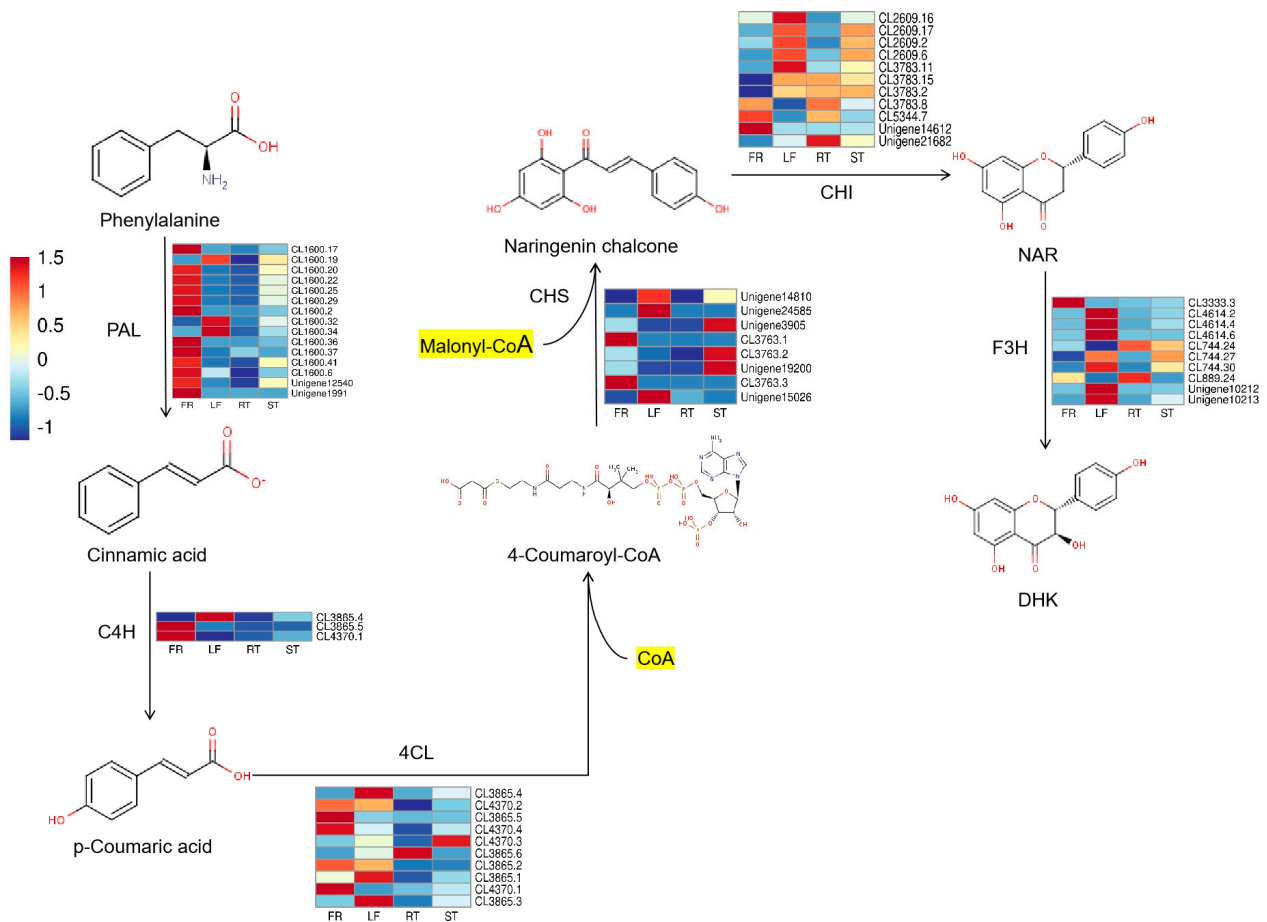 Phenylalanine
PAL
CL1600.17
CL1600.19
CL1600.20
CL1600.22
CL1600.25
CL1600.29
CL1600.2
CL1600.32
CL1600.34
CL1600.36
CL1600.37
CL1600.41
CL1600.6
Unigene12540
Unigene1991
FR LF RT ST
1.5
1
0.5
0
-0.5
-1
Cinnamic acid
C4H
CL3865.4
CL3865.5
CL4370.1
FR LF RT ST
p-Coumaric acid
4CL
CL3865.4
CL4370.2
CL3865.5
CL4370.4
CL4370.3
CL3865.6
CL3865.2
CL3865.1
CL4370.1
CL3865.3
FR LF RT ST
CoA
4-Coumaroyl-CoA
Malonyl-CoA
CHS
Unigene14810
Unigene24585
Unigene3905
CL3763.1
CL3763.2
Unigene19200
CL3763.3
Unigene15026
FR LF RT ST
Naringenin chalcone
CHI
CL2609.16
CL2609.17
CL2609.2
CL2609.6
CL3783.11
CL3783.15
CL3783.2
CL3783.8
CL5344.7
Unigene14612
Unigene21682
FR LF RT ST
NAR
F3H
CL3333.3
CL4614.2
CL4614.4
CL4614.6
CL744.24
CL744.27
CL744.30
CL889.24
Unigene10212
Unigene10213
FR LF RT ST
DHK